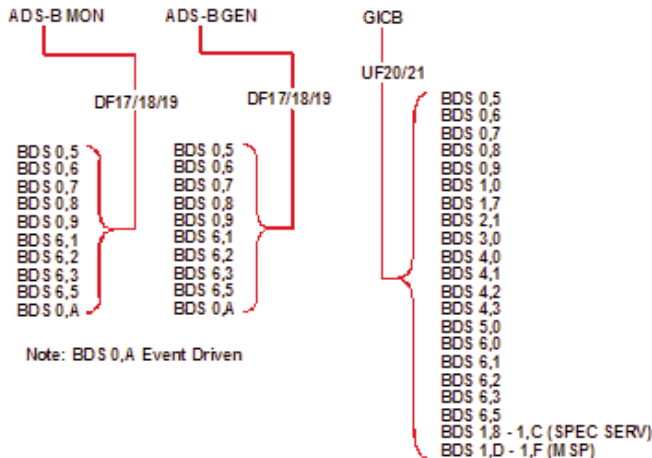 ADS-B MON
DF17/18/19
BDS 0,5
BDS 0,6
BDS 0,7
BDS 0,8
BDS 0,9
BDS 6,1
BDS 6,2
BDS 6,3
BDS 6,5
BDS 0,A
Note: BDS 0,A Event Driven
ADS-B GEN
DF17/18/19
BDS 0,5
BDS 0,6
BDS 0,7
BDS 0,8
BDS 0,9
BDS 6,1
BDS 6,2
BDS 6,3
BDS 6,5
BDS 0,A
GICB
UF20/21
BDS 0,5
BDS 0,6
BDS 0,7
BDS 0,8
BDS 0,9
BDS 1,0
BDS 1,7
BDS 2,1
BDS 3,0
BDS 4,0
BDS 4,1
BDS 4,2
BDS 4,3
BDS 5,0
BDS 6,0
BDS 6,1
BDS 6,2
BDS 6,3
BDS 6,5
BDS 1,8 - 1,C (SPEC SERV)
BDS 1,D - 1,F (MSP)